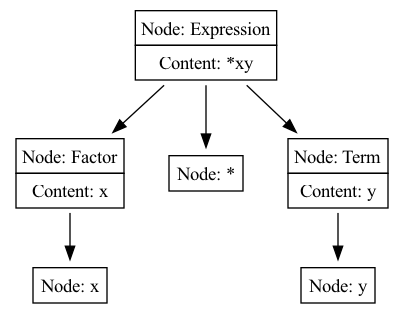 Node: Expression
Content: *xy
Node: Factor
Content: x
Node: *
Node: Term
Content: y
Node: x
Node: y